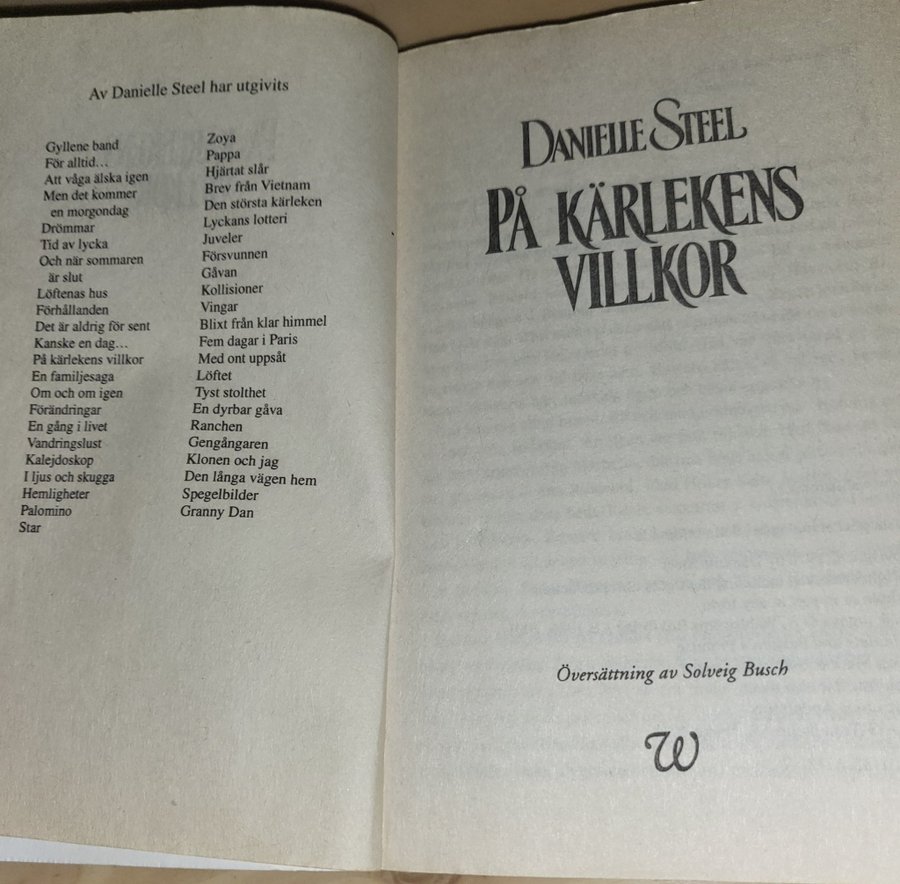 Av Danielle Steel har utgivits
Gyllene band
För alltid...
Att våga älska igen
Men det kommer
en morgondag
Drömmar
Tid av lycka
Och när sommaren
är slut
Löftenas hus
Förhållanden
Det är aldrig för sent
Kanske en dag...
På kärlekens villkor
En familjesaga
Om och om igen
Förändringar
En gång i livet
Vandringslust
Kalejdoskop
I ljus och skugga
Hemligheter
Palomino
Star
Zoya
Pappa
Hjärtat slår
Brev från Vietnam
Den största kärleken
Lyckans lotteri
Juveler
Försvunnen
Gåvan
Kollisioner
Vingar
Blixt från klar himmel
Fem dagar i Paris
Med ont uppsåt
Löftet
Tyst stolthet
En dyrbar gåva
Ranchen
Gengångaren
Klonen och jag
Den långa vägen hem
Spegelbilder
Granny Dan
DANIELLE STEEL
PÅ KÄRLEKENS
VILLKOR
Översättning av Solveig Busch
W